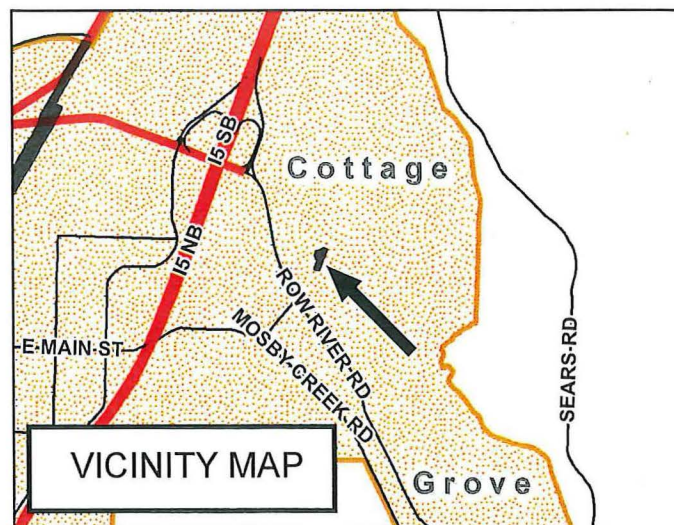 I5 SB
Cottage
I5 NB
ROW-RIVER-RD
MOSBY-CREEK-RD
E-MAIN-ST
SEARS-RD
VICINITY MAP
Grove